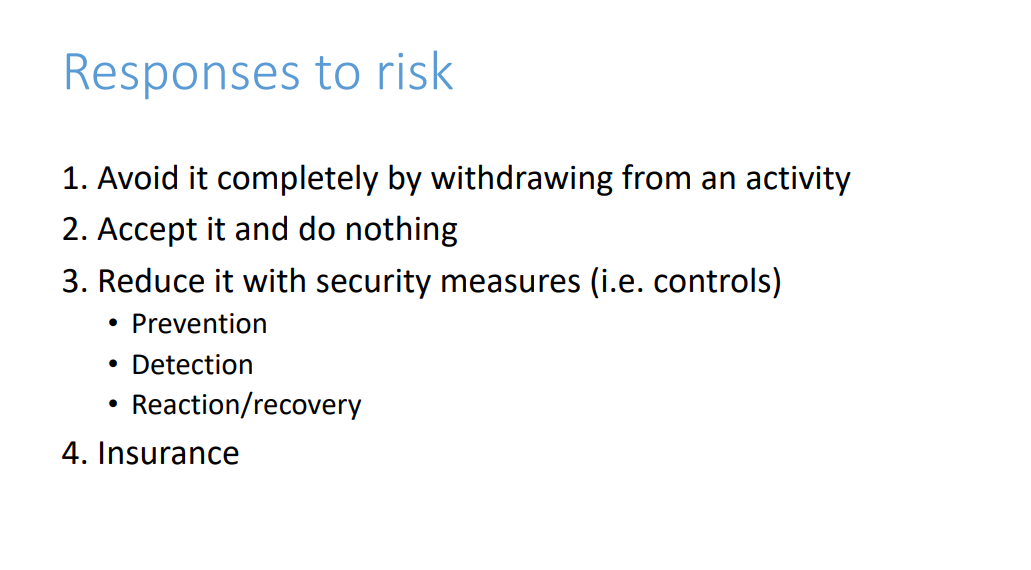 Responses to risk
1. Avoid it completely by withdrawing from an activity
2. Accept it and do nothing
3. Reduce it with security measures (i.e. controls)
• Prevention
• Detection
• Reaction/recovery
4. Insurance